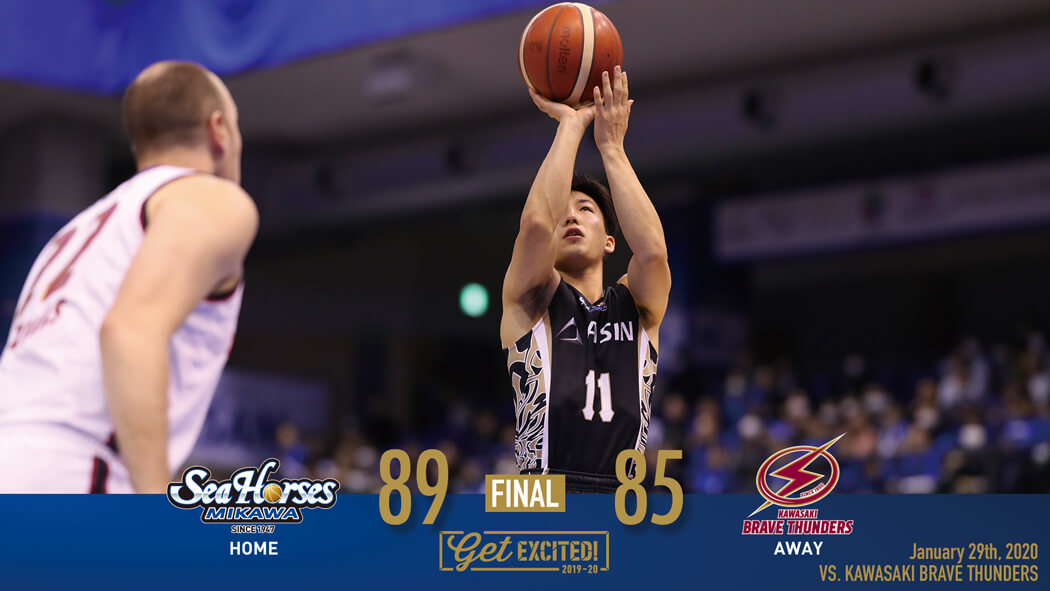 molten
ASIN
11
SeaHorses
MIKAWA
SINCE 1947
HOME
89
FINAL
85
Get EXCITED!
2019-20
KAWASAKI
BRAVE THUNDERS
AWAY
January 29th, 2020
VS. KAWASAKI BRAVE THUNDERS